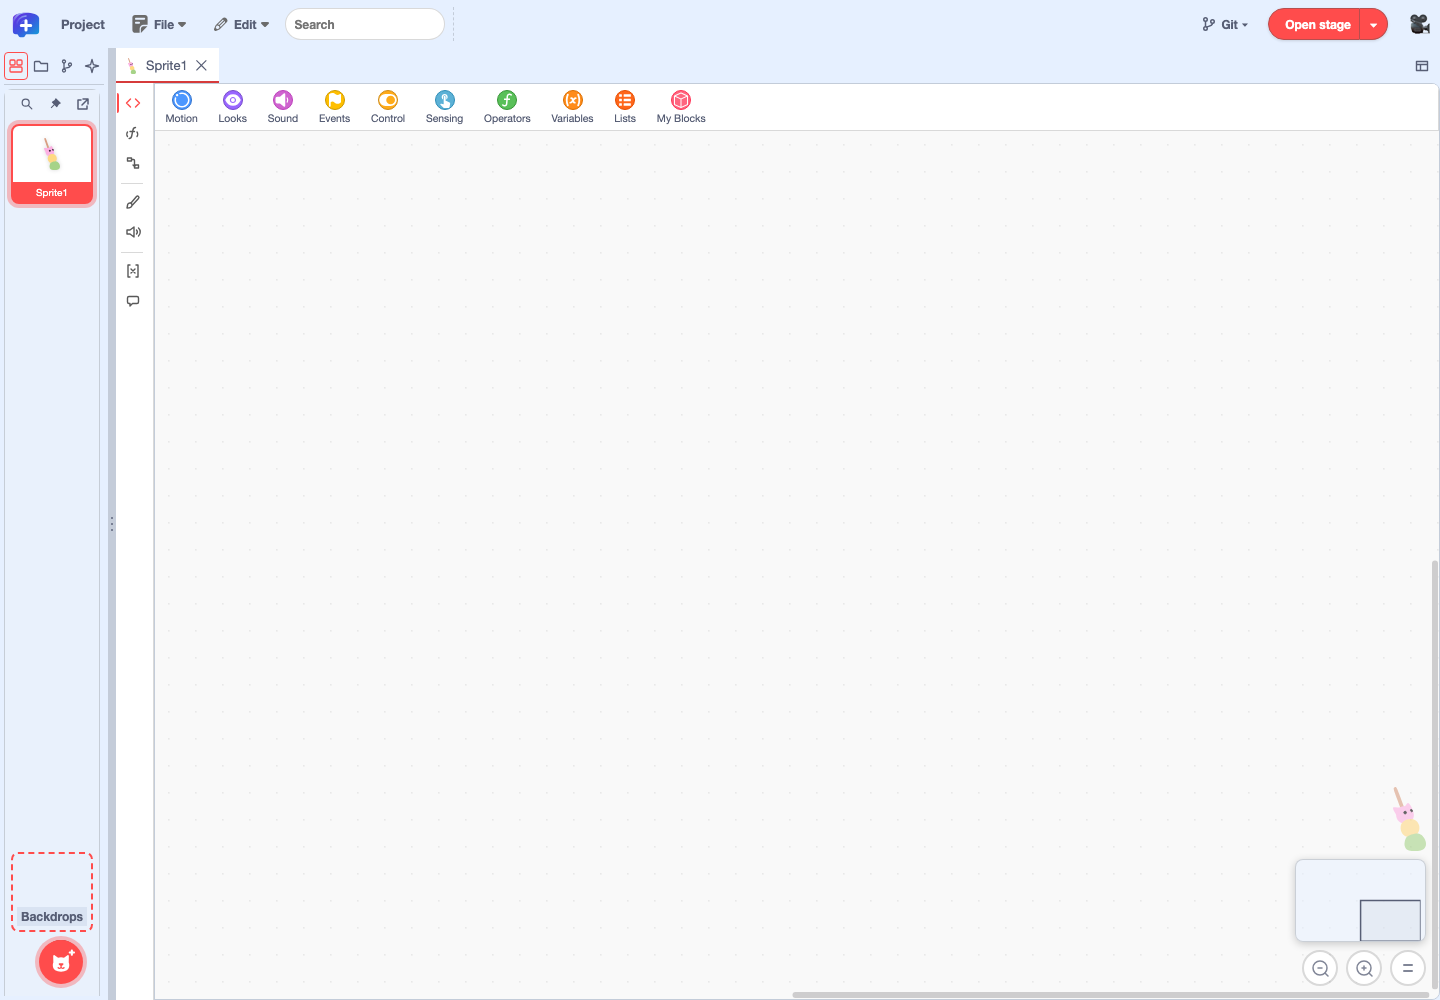 Project
File
Edit
Search
Git
Open stage
Sprite1
Motion
Looks
Sound
Events
Control
Sensing
Operators
Variables
Lists
My Blocks
Sprite1
Backdrops